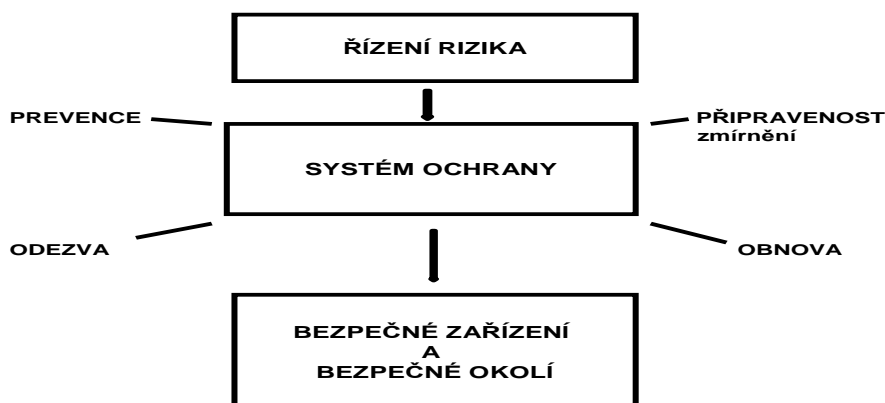 ŘÍZENÍ RIZIKA
PREVENCE
PŘIPRAVENOST
zmírnění
SYSTÉM OCHRANY
ODEZVA
OBNOVA
BEZPEČNÉ ZAŘÍZENÍ
A
BEZPEČNÉ OKOLÍ